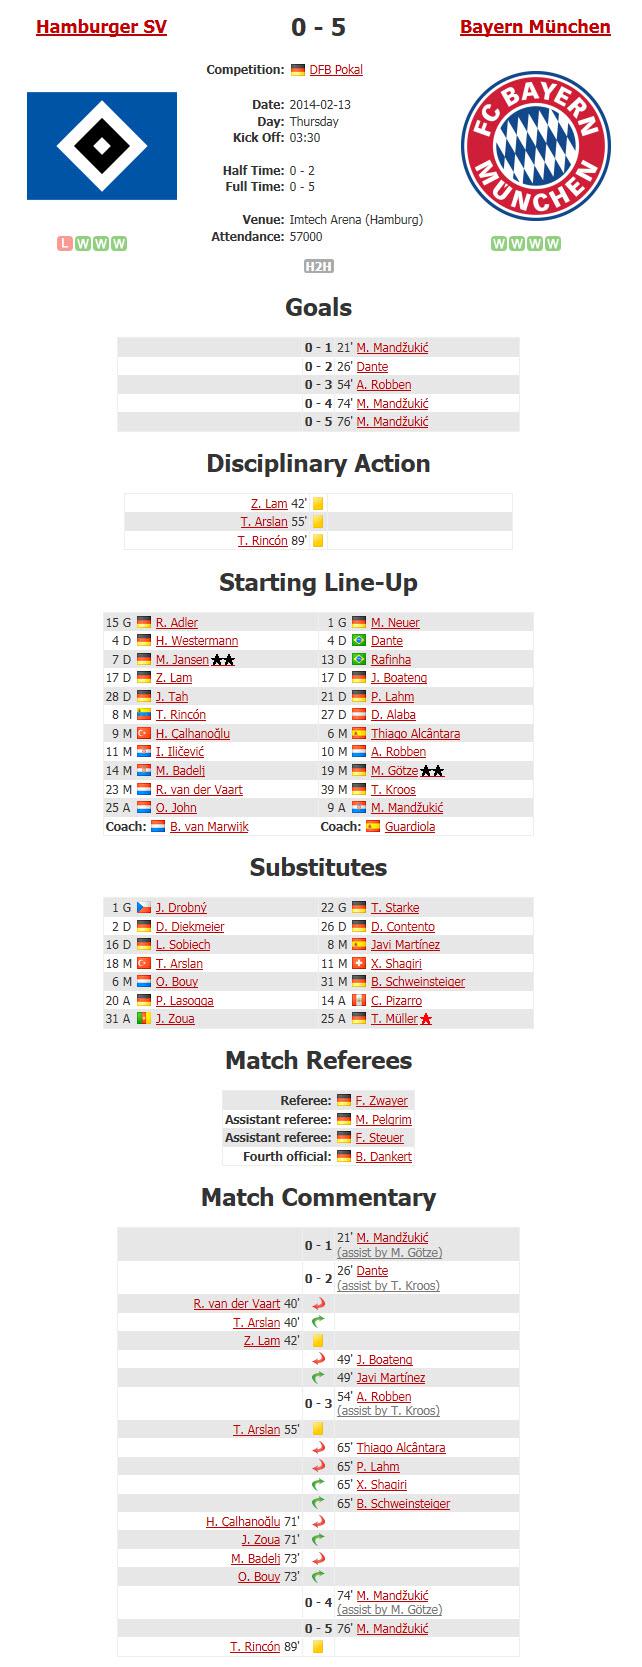 Hamburger SV 0 - 5 Bayern München
Competition: DFB Pokal
Date: 2014-02-13
Day: Thursday
Kick Off: 03:30
Half Time: 0 - 2
Full Time: 0 - 5
Venue: Imtech Arena (Hamburg)
Attendance: 57000
FC BAYERN
MÜNCHEN
L W W W
W W W W
H2H
Goals
0 - 1 21' M. Mandžukić
0 - 2 26' Dante
0 - 3 54' A. Robben
0 - 4 74' M. Mandžukić
0 - 5 76' M. Mandžukić
Disciplinary Action
Z. Lam 42'
T. Arslan 55'
T. Rincón 89'
Starting Line-Up
15 G R. Adler 1 G M. Neuer
4 D H. Westermann 4 D Dante
7 D M. Jansen 13 D Rafinha
17 D Z. Lam 17 D J. Boateng
28 D J. Tah 21 D P. Lahm
8 M T. Rincón 27 D D. Alaba
9 M H. Çalhanoğlu 6 M Thiago Alcântara
11 M I. Iličević 10 M A. Robben
14 M M. Badelj 19 M M. Götze
23 M R. van der Vaart 39 M T. Kroos
25 A O. John 9 A M. Mandžukić
Coach: B. van Marwijk Coach: Guardiola
Substitutes
1 G J. Drobný 22 G T. Starke
2 D D. Diekmeier 26 D D. Contento
16 D L. Sobiech 8 M Javi Martínez
18 M T. Arslan 11 M X. Shaqiri
6 M O. Bouy 31 M B. Schweinsteiger
20 A P. Lasogga 14 A C. Pizarro
31 A J. Zoua 25 A T. Müller
Match Referees
Referee: F. Zwayer
Assistant referee: M. Pelgrim
Assistant referee: F. Steuer
Fourth official: B. Dankert
Match Commentary
0 - 1 21' M. Mandžukić
(assist by M. Götze)
0 - 2 26' Dante
(assist by T. Kroos)
R. van der Vaart 40'
T. Arslan 40'
Z. Lam 42'
49' J. Boateng
49' Javi Martínez
0 - 3 54' A. Robben
(assist by T. Kroos)
T. Arslan 55'
65' Thiago Alcântara
65' P. Lahm
65' X. Shaqiri
65' B. Schweinsteiger
H. Çalhanoğlu 71'
J. Zoua 71'
M. Badelj 73'
O. Bouy 73'
0 - 4 74' M. Mandžukić
(assist by M. Götze)
0 - 5 76' M. Mandžukić
T. Rincón 89'